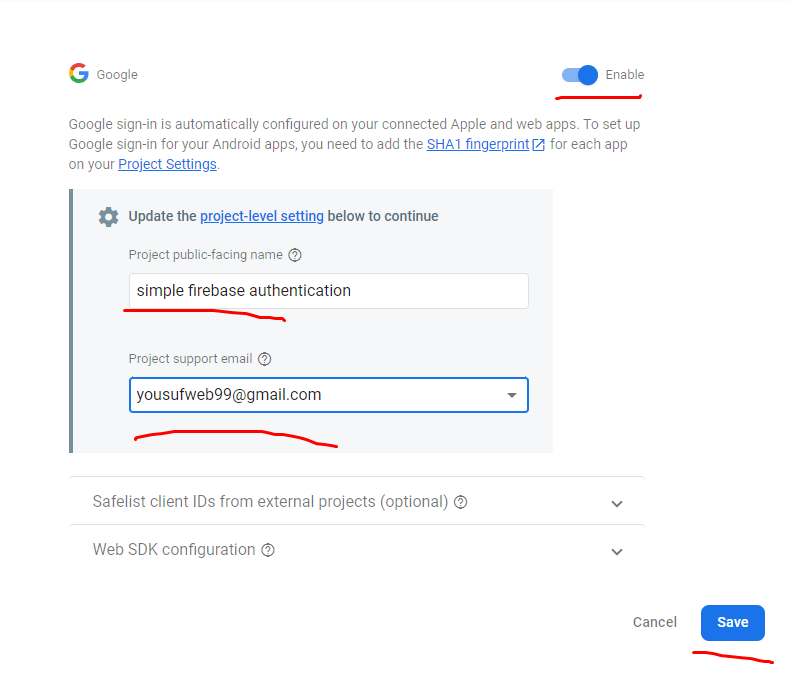 Google
Enable
Google sign-in is automatically configured on your connected Apple and web apps. To set up
Google sign-in for your Android apps, you need to add the SHA1 fingerprint for each app
on your Project Settings.
Update the project-level setting below to continue
Project public-facing name
simple firebase authentication
Project support email
yousufweb99@gmail.com
Safelist client IDs from external projects (optional)
Web SDK configuration
Cancel
Save